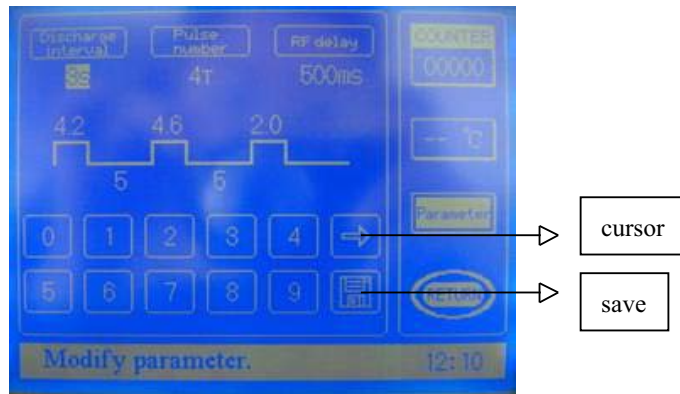 Discharge interval
Pulse number
RF delay
COUNTER
3s
4T
500ms
00000
4.2
4.6
2.0
-- °C
5
5
Parameter
0
1
2
3
4
cursor
5
6
7
8
9
RETURN
save
Modify parameter.
12:10